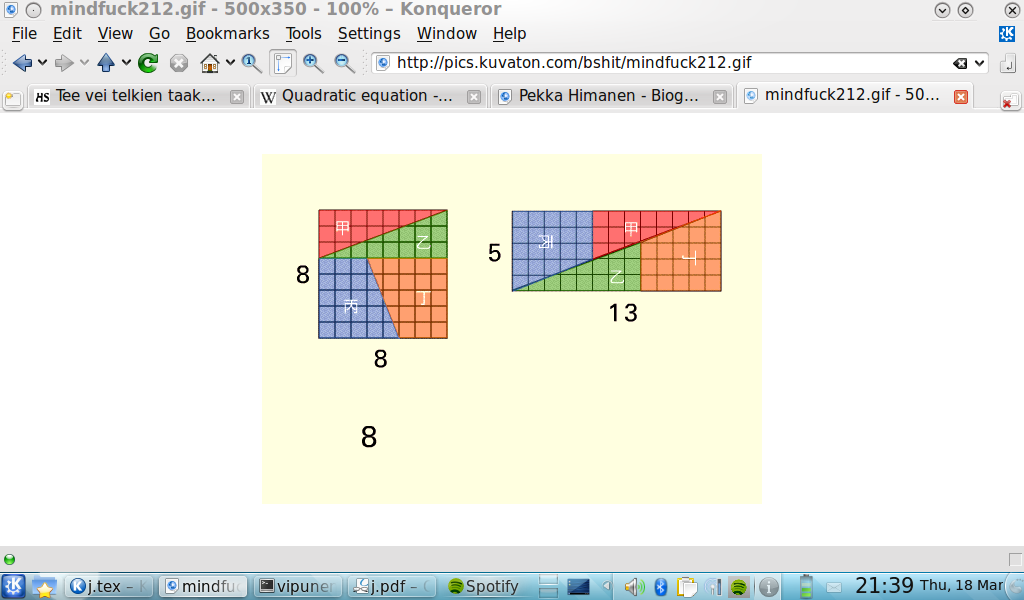 mindfuck212.gif - 500x350 - 100% – Konqueror
File Edit View Go Bookmarks Tools Settings Window Help
http://pics.kuvaton.com/bshit/mindfuck212.gif
HS Tee vei telkien taak... W Quadratic equation -... Pekka Himanen - Biog... mindfuck212.gif - 50...
甲
乙
丙
丁
8
8
丙
甲
乙
丁
5
13
8
j.tex – mindfu vipuner j.pdf – Spotify 21:39 Thu, 18 Mar